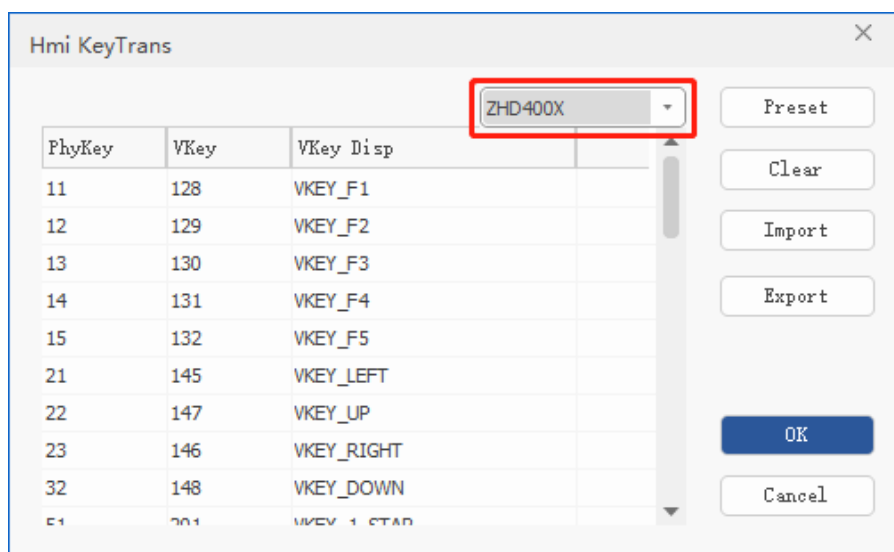 Hmi KeyTrans
ZHD400X
Preset
PhyKey VKey VKey Disp
Clear
11 128 VKEY_F1
12 129 VKEY_F2
Import
13 130 VKEY_F3
14 131 VKEY_F4
Export
15 132 VKEY_F5
21 145 VKEY_LEFT
22 147 VKEY_UP
23 146 VKEY_RIGHT
OK
32 148 VKEY_DOWN
Cancel